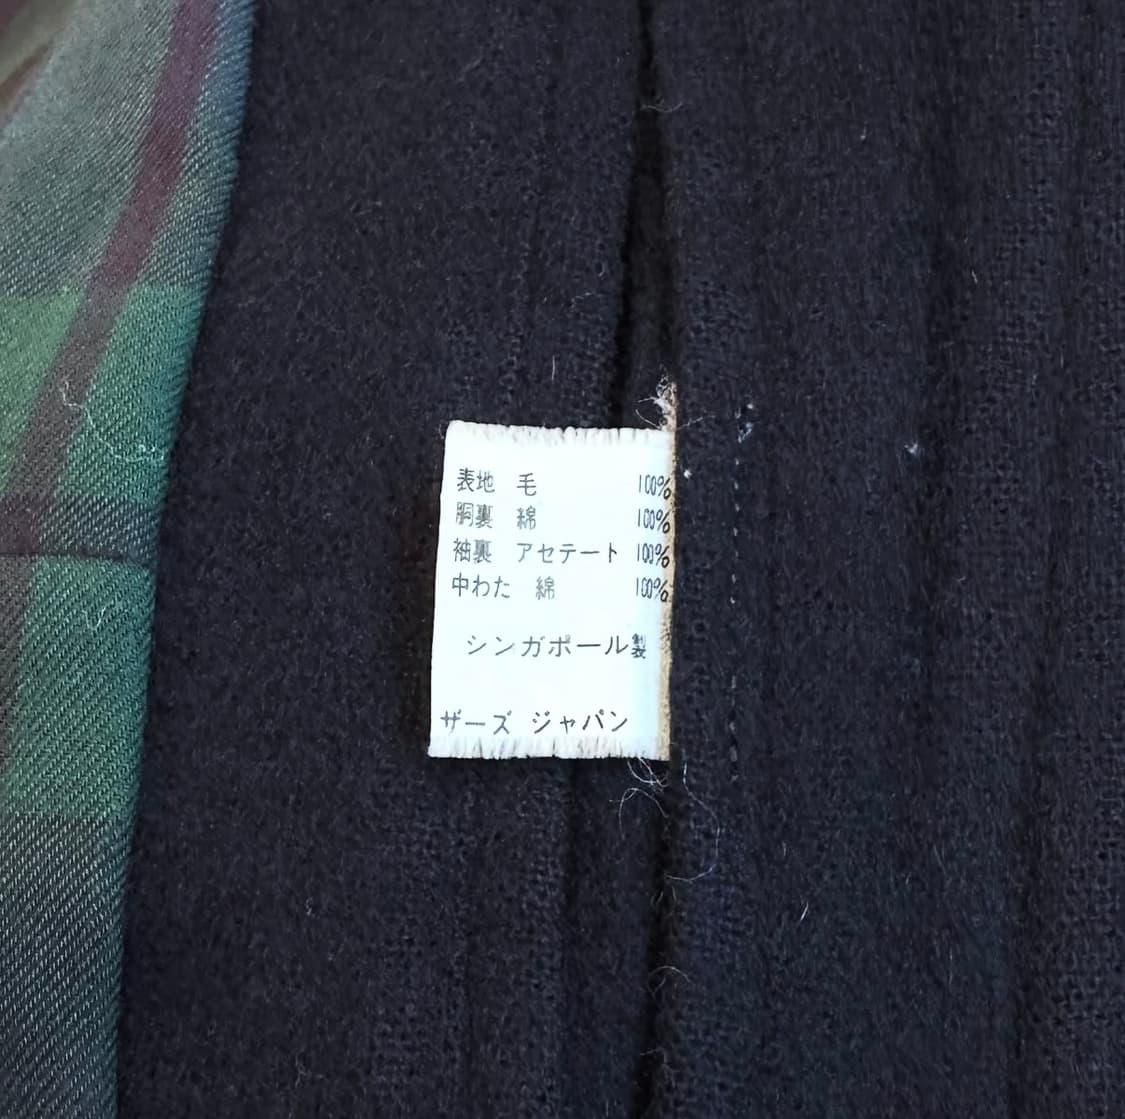 表地 毛 100%
胴裏 綿 100%
袖裏 アセテート 100%
中わた 綿 100%
シンガポール製
ザーズ ジャパン